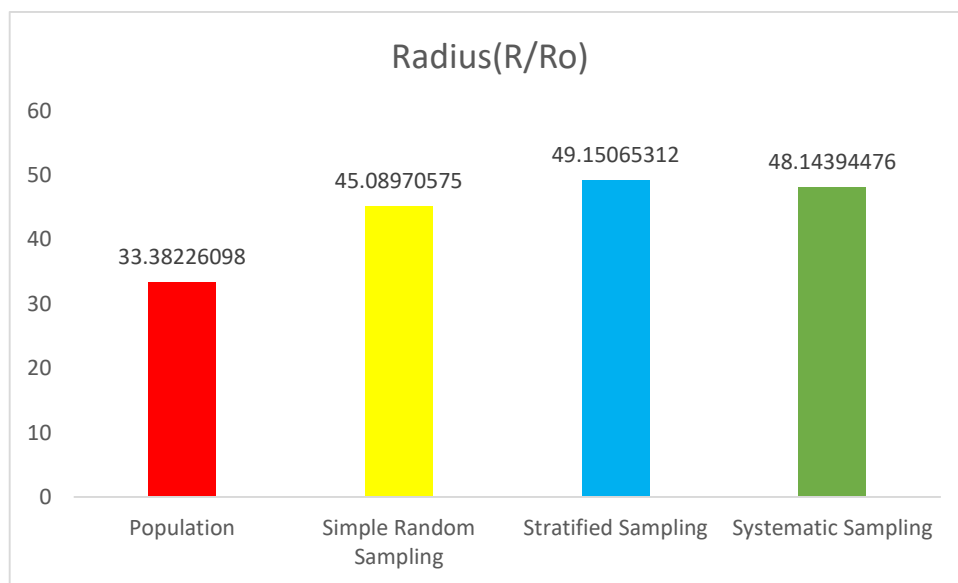 Radius(R/Ro)
60
50
40
30
20
10
0
33.38226098
45.08970575
49.15065312
48.14394476
Population
Simple Random
Sampling
Stratified Sampling
Systematic Sampling